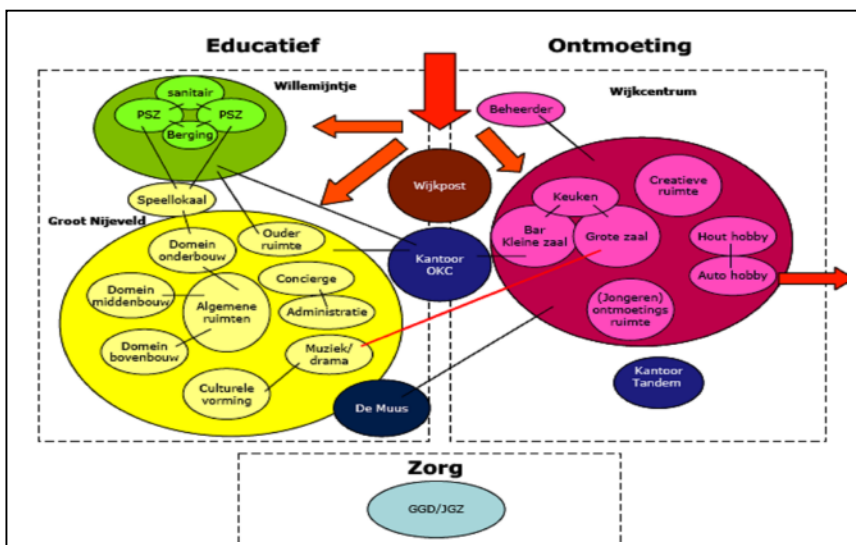 Educatief
Ontmoeting
Willemijntje
sanitair
PSZ
PSZ
Berging
Beheerder
Wijkcentrum
Wijkpost
Speellokaal
Groot Nijeveld
Keuken
Creatieve
ruimte
Ouder
ruimte
Domein
onderbouw
Kantoor
OKC
Bar
Kleine zaal
Grote zaal
Hout hobby
Auto hobby
Concierge
Domein
middenbouw
Algemene
ruimten
Administratie
(Jongeren)
ontmoetings
ruimte
Domein
bovenbouw
Muziek/
drama
Culturele
vorming
De Muus
Kantoor
Tandem
Zorg
GGD/JGZ